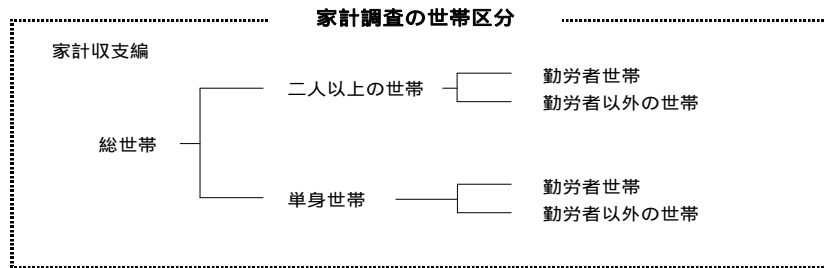 家計調査の世帯区分
家計収支編
総世帯
二人以上の世帯
勤労者世帯
勤労者以外の世帯
単身世帯
勤労者世帯
勤労者以外の世帯